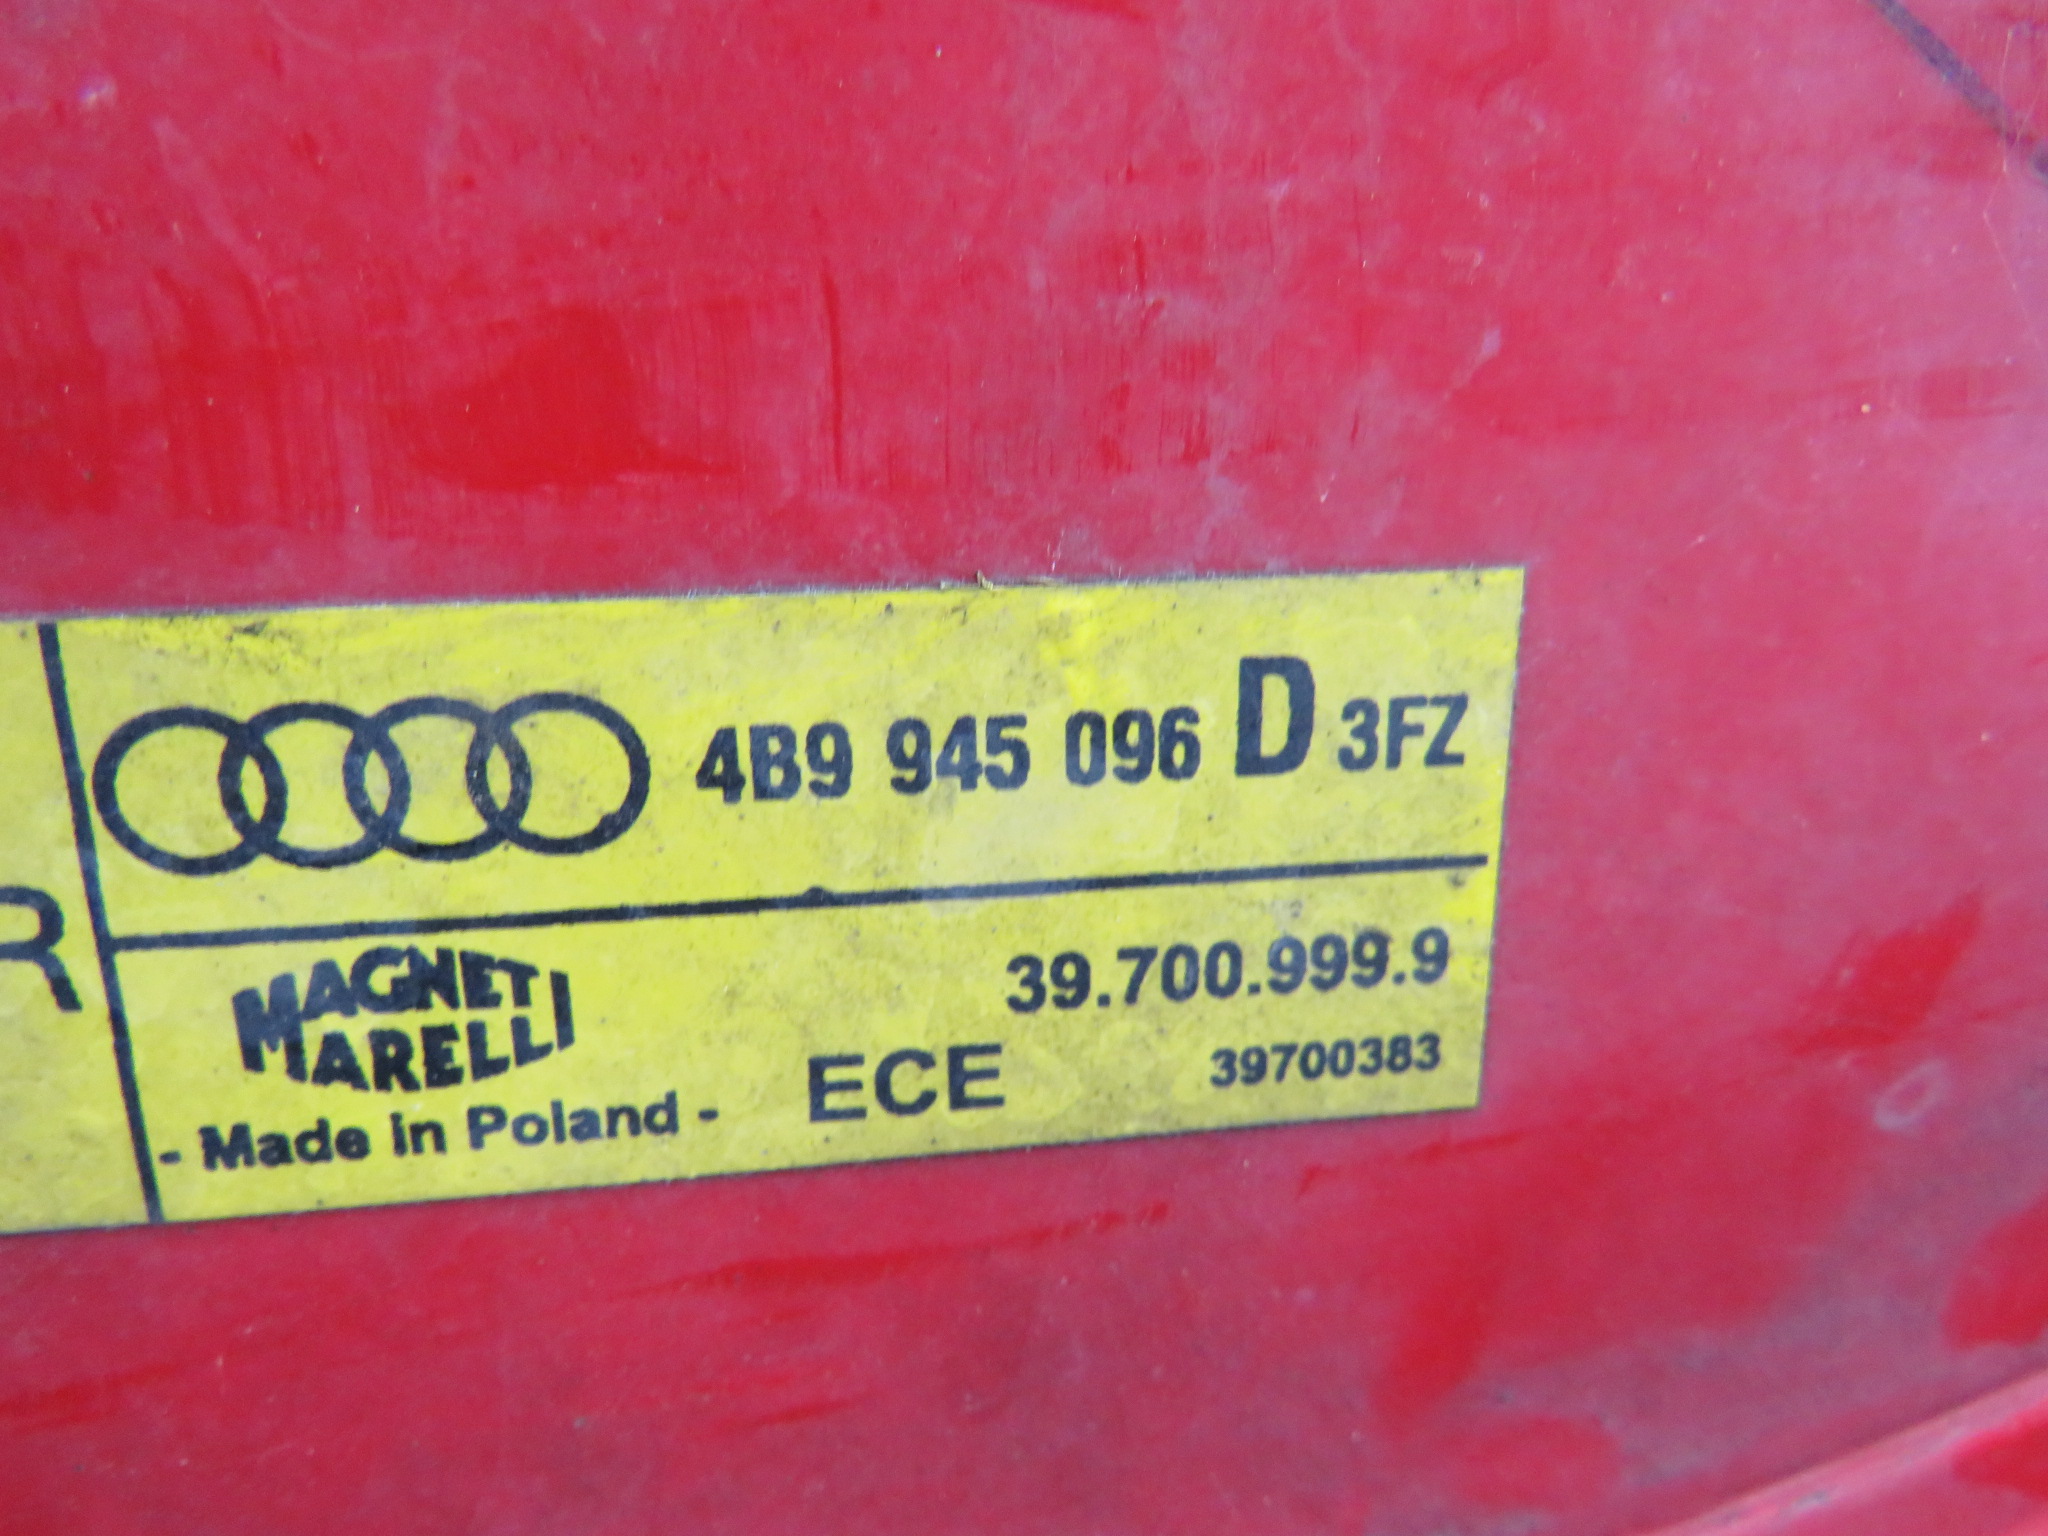 4B9 945 096 D 3FZ
R
MAGNETI
MARELLI
39.700.999.9
ECE
39700383
- Made in Poland -